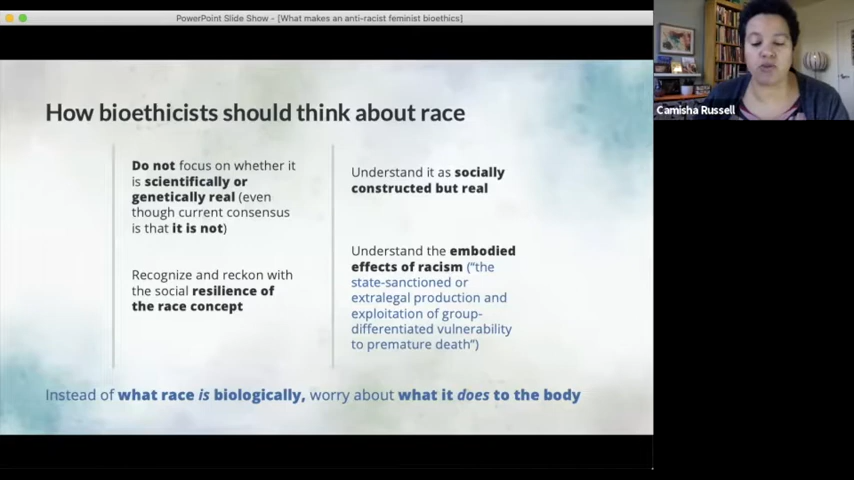 PowerPoint Slide Show - [What makes an anti-racist feminist bioethics]
Camisha Russell
How bioethicists should think about race
Do not focus on whether it
is scientifically or
genetically real (even
though current consensus
is that it is not)
Recognize and reckon with
the social resilience of
the race concept
Understand it as socially
constructed but real
Understand the embodied
effects of racism (“the
state-sanctioned or
extralegal production and
exploitation of group-
differentiated vulnerability
to premature death”)
Instead of what race is biologically, worry about what it does to the body